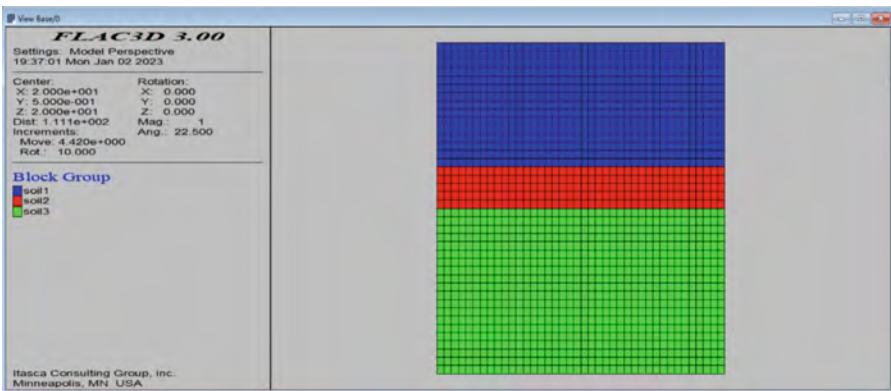 View Base/0
FLAC3D 3.00
Settings: Model Perspective
19:37:01 Mon Jan 02 2023
Center: Rotation:
X: 2.000e+001 X: 0.000
Y: 5.000e-001 Y: 0.000
Z: 2.000e+001 Z: 0.000
Dist: 1.111e+002 Mag.: 1
Increments: Ang.: 22.500
Move: 4.420e+000
Rot.: 10.000
Block Group
soil1
soil2
soil3
Itasca Consulting Group, Inc.
Minneapolis, MN USA